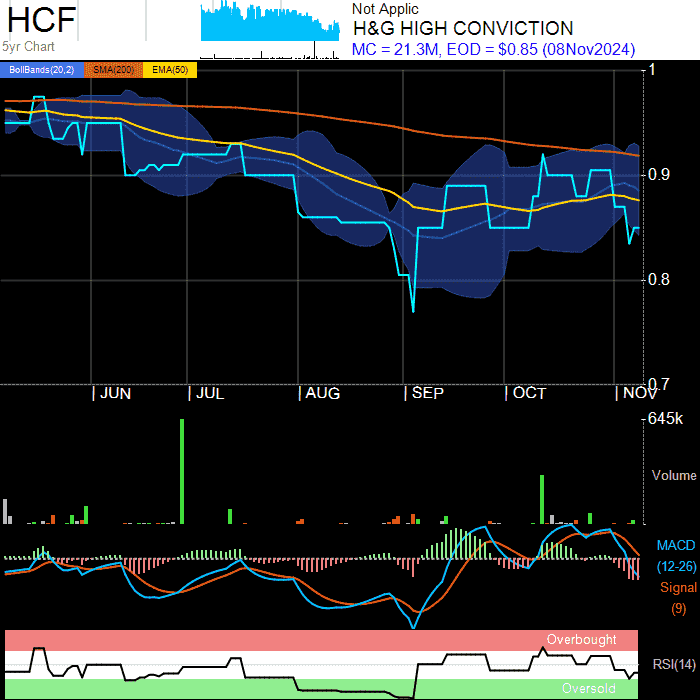 HCF
5yr Chart
Not Applic
H&G HIGH CONVICTION
MC = 21.3M, EOD = $0.85 (08Nov2024)
BollBands(20,2) SMA(200) EMA(50)
1
0.9
0.8
0.7
JUN JUL AUG SEP OCT NOV
645k
Volume
MACD
(12-26)
Signal
(9)
Overbought
RSI(14)
Oversold